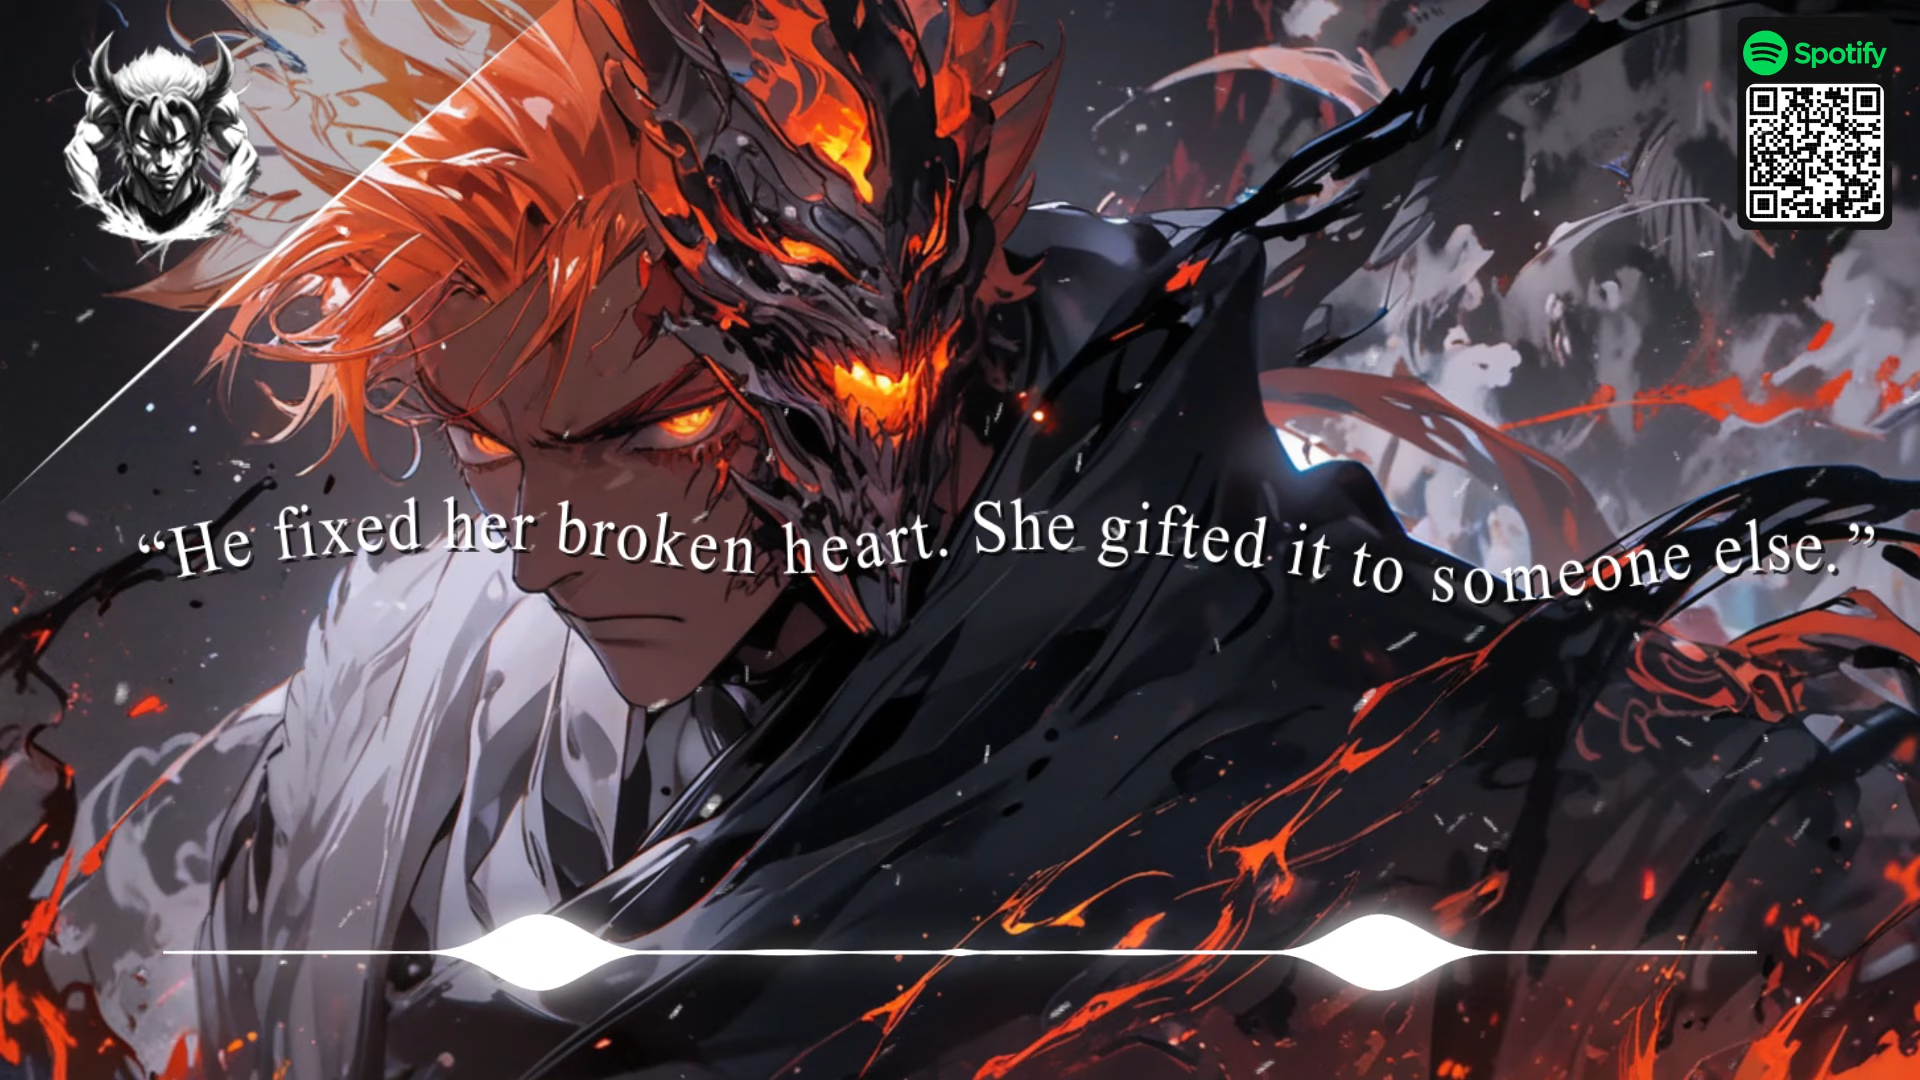 Spotify
“He fixed her broken heart. She gifted it to someone else.”